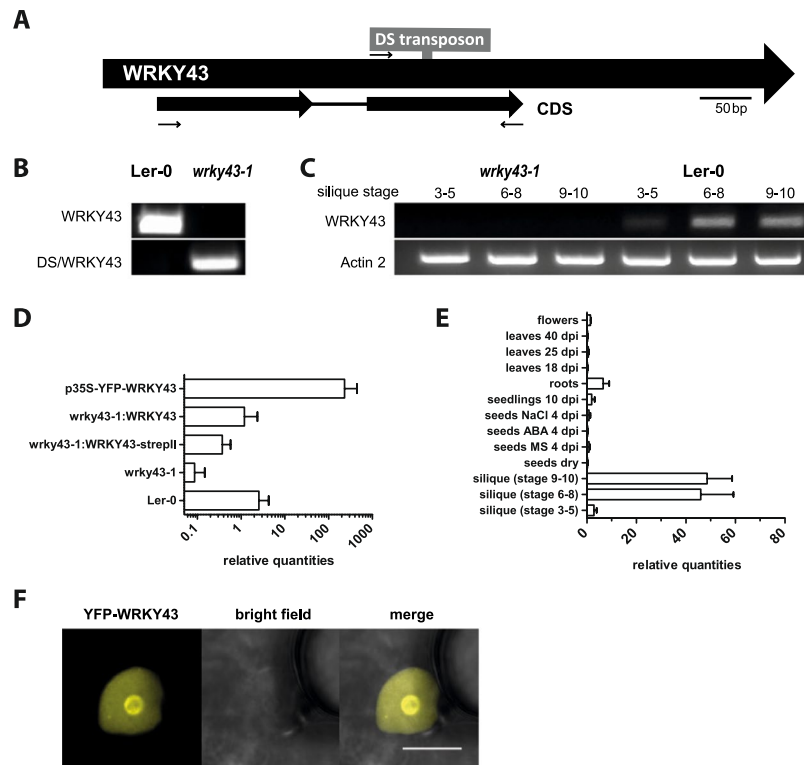 A
DS transposon
WRKY43
CDS
50bp
B
Ler-0 wrky43-1
WRKY43
DS/WRKY43
C
wrky43-1 Ler-0
silique stage 3-5 6-8 9-10 3-5 6-8 9-10
WRKY43
Actin 2
D
p35S-YFP-WRKY43
wrky43-1:WRKY43
wrky43-1:WRKY43-strepII
wrky43-1
Ler-0
0.1 1 10 100 1000
relative quantities
E
flowers
leaves 40 dpi
leaves 25 dpi
leaves 18 dpi
roots
seedlings 10 dpi
seeds NaCl 4 dpi
seeds ABA 4 dpi
seeds MS 4 dpi
seeds dry
silique (stage 9-10)
silique (stage 6-8)
silique (stage 3-5)
0 20 40 60 80
relative quantities
F
YFP-WRKY43 bright field merge